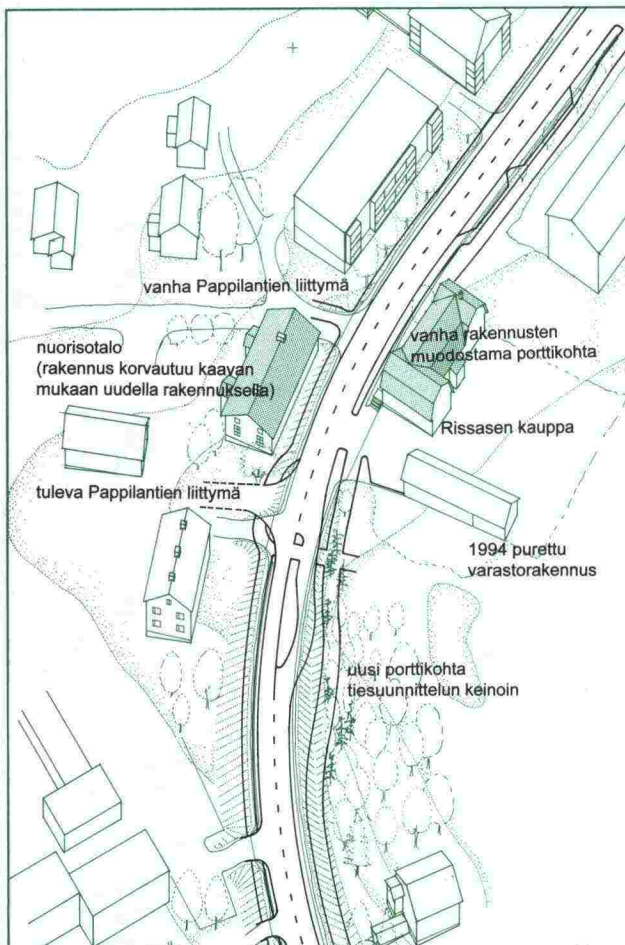 vanha Pappilantien liittymä
nuorisotalo
(rakennus korvautuu kaavan
mukaan uudella rakennuksella)
vanha rakennusten
muodostama porttikohta
Rissasen kauppa
tuleva Pappilantien liittymä
1994 purettu
varastorakennus
uusi porttikohta
tiesuunnittelun keinoin